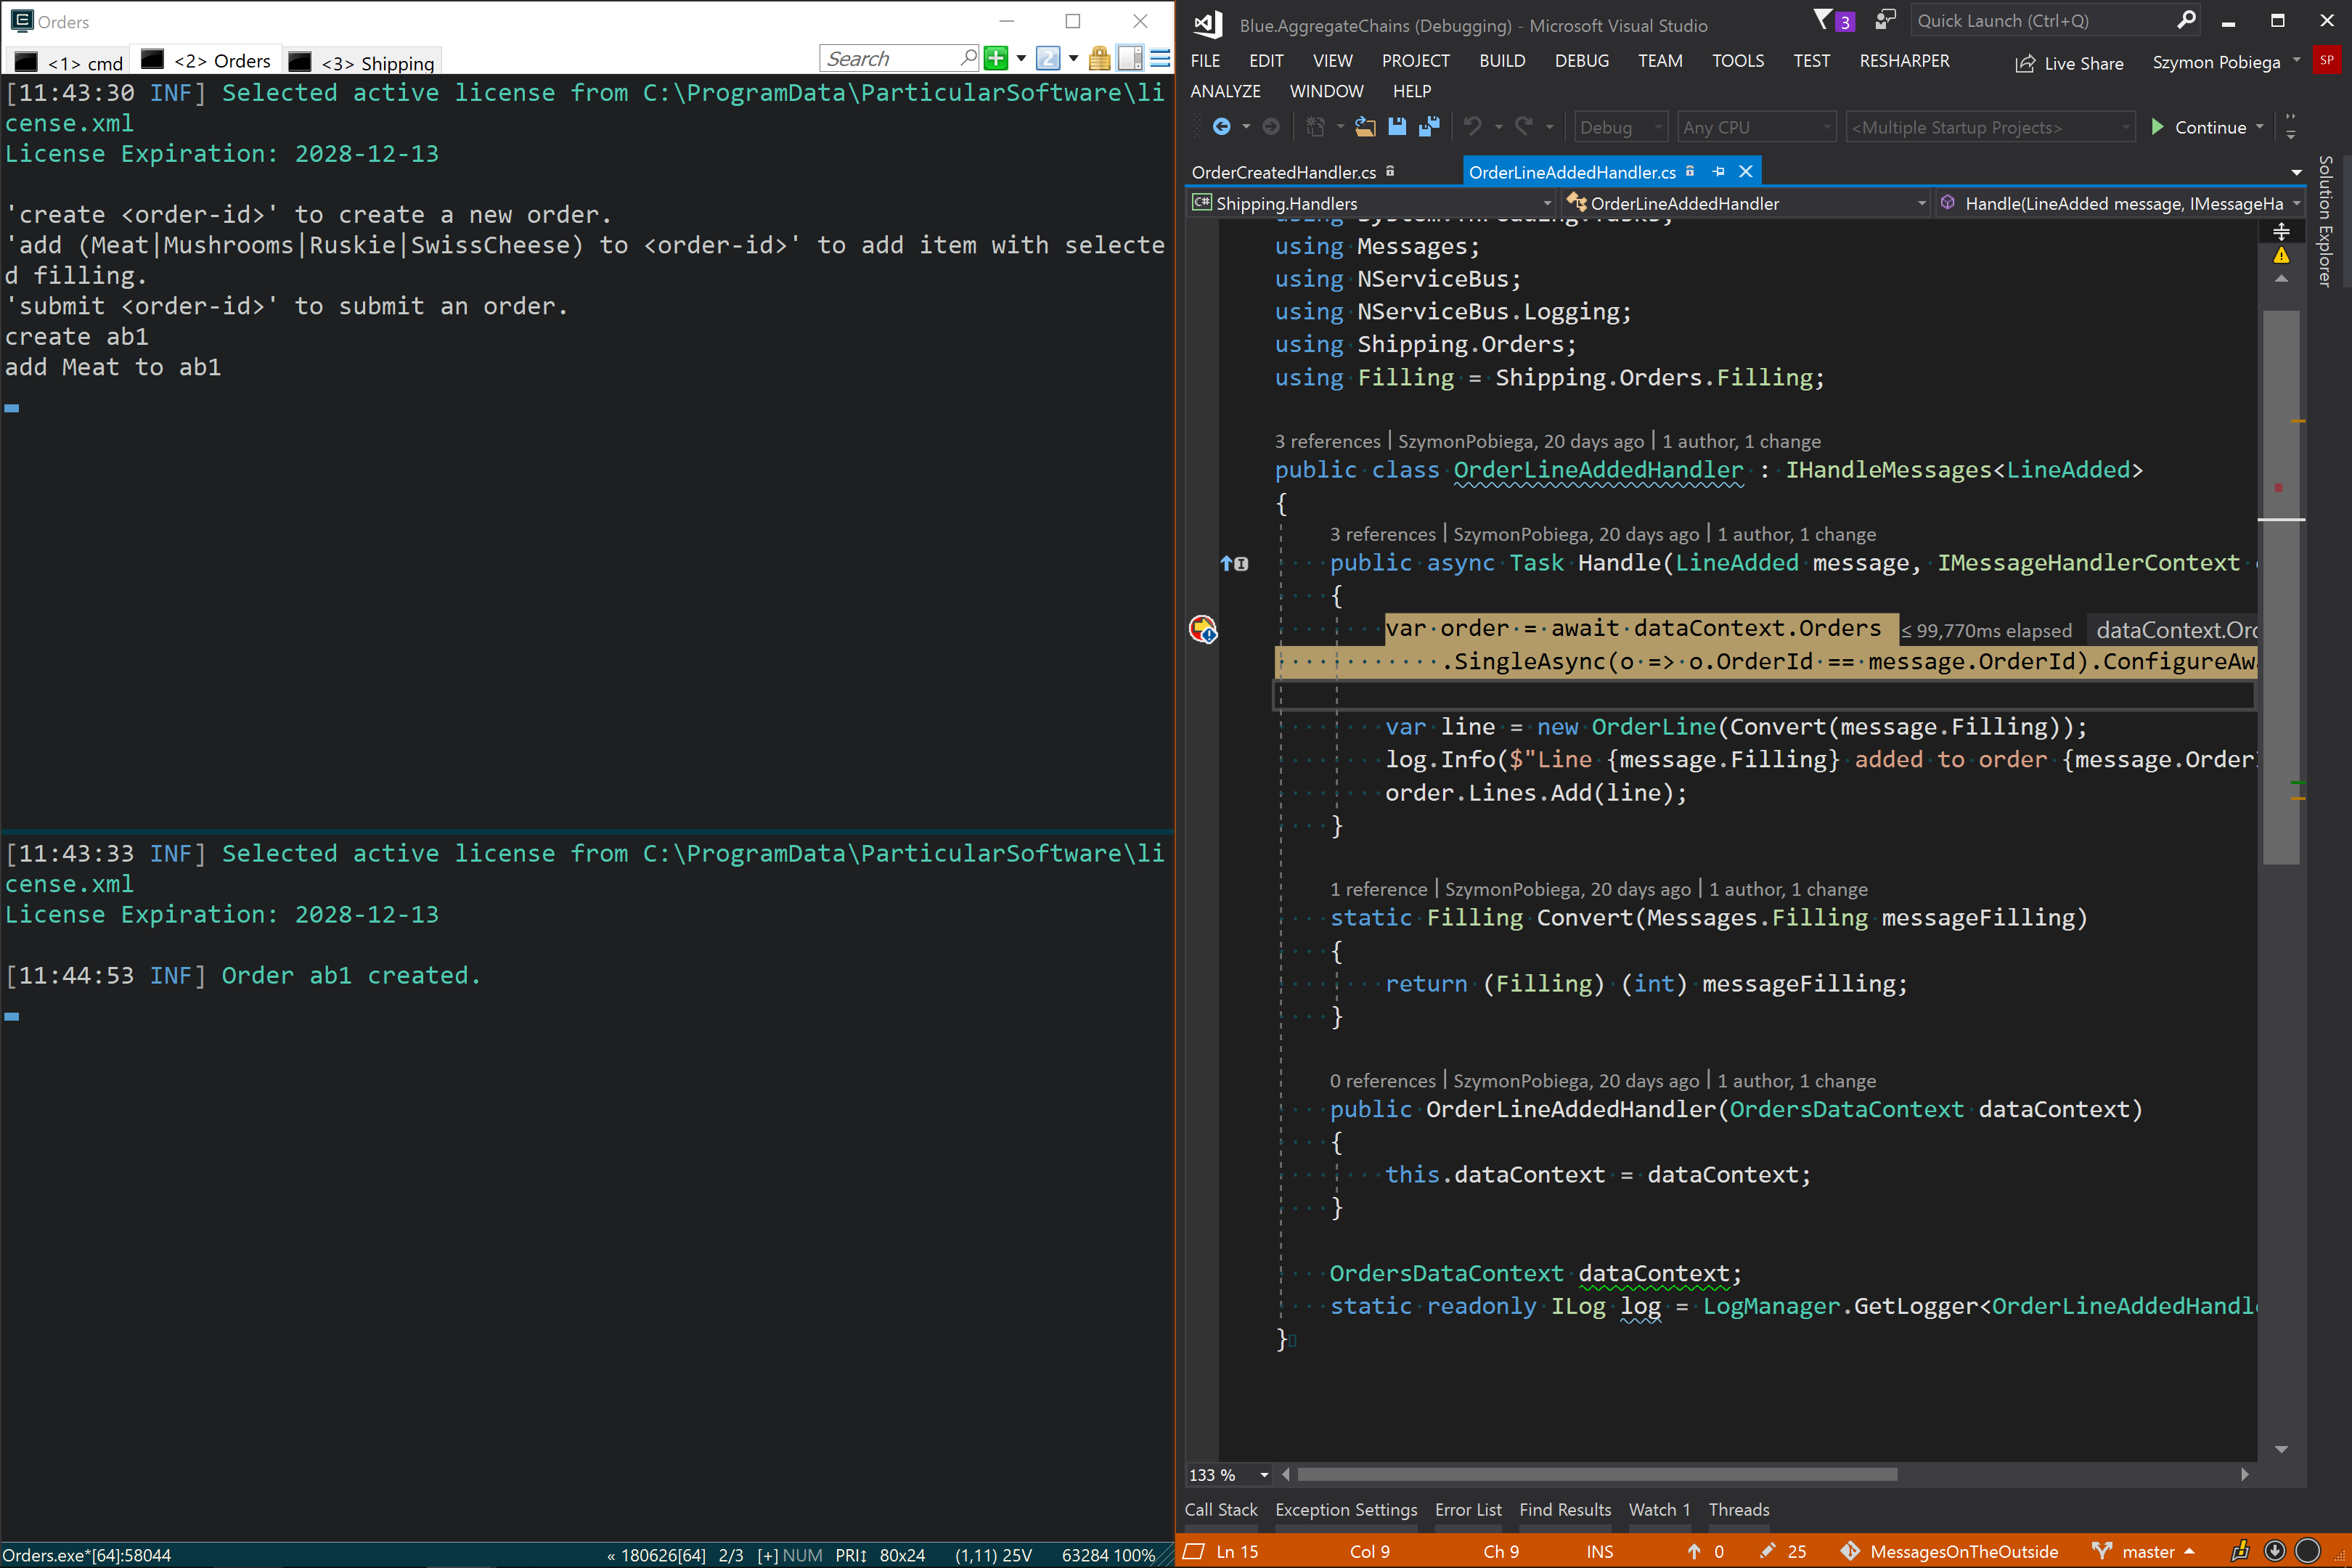 Orders
<1> cmd
<2> Orders
<3> Shipping
Search
[11:43:30 INF] Selected active license from C:\ProgramData\ParticularSoftware\li
cense.xml
License Expiration: 2028-12-13
'create <order-id>' to create a new order.
'add (Meat|Mushrooms|Ruskie|SwissCheese) to <order-id>' to add item with selecte
d filling.
'submit <order-id>' to submit an order.
create ab1
add Meat to ab1
[11:43:33 INF] Selected active license from C:\ProgramData\ParticularSoftware\li
cense.xml
License Expiration: 2028-12-13
[11:44:53 INF] Order ab1 created.
Orders.exe*[64]:58044 « 180626[64] 2/3 [+] NUM PRI↕ 80x24 (1,11) 25V 63284 100%
Blue.AggregateChains (Debugging) - Microsoft Visual Studio
3
Quick Launch (Ctrl+Q)
FILE EDIT VIEW PROJECT BUILD DEBUG TEAM TOOLS TEST RESHARPER
Live Share
Szymon Pobiega
SP
ANALYZE WINDOW HELP
Debug Any CPU <Multiple Startup Projects> Continue
OrderCreatedHandler.cs OrderLineAddedHandler.cs
Shipping.Handlers OrderLineAddedHandler Handle(LineAdded message, IMessageHa
Solution Explorer
using System.Threading.Tasks;
using Messages;
using NServiceBus;
using NServiceBus.Logging;
using Shipping.Orders;
using Filling = Shipping.Orders.Filling;
3 references | SzymonPobiega, 20 days ago | 1 author, 1 change
public class OrderLineAddedHandler : IHandleMessages<LineAdded>
{
3 references | SzymonPobiega, 20 days ago | 1 author, 1 change
public async Task Handle(LineAdded message, IMessageHandlerContext
{
var order = await dataContext.Orders ≤ 99,770ms elapsed dataContext.Orc
.SingleAsync(o => o.OrderId == message.OrderId).ConfigureAw
var line = new OrderLine(Convert(message.Filling));
log.Info($"Line {message.Filling} added to order {message.OrderI
order.Lines.Add(line);
}
1 reference | SzymonPobiega, 20 days ago | 1 author, 1 change
static Filling Convert(Messages.Filling messageFilling)
{
return (Filling) (int) messageFilling;
}
0 references | SzymonPobiega, 20 days ago | 1 author, 1 change
public OrderLineAddedHandler(OrdersDataContext dataContext)
{
this.dataContext = dataContext;
}
OrdersDataContext dataContext;
static readonly ILog log = LogManager.GetLogger<OrderLineAddedHandl
}
133 %
Call Stack Exception Settings Error List Find Results Watch 1 Threads
Ln 15 Col 9 Ch 9 INS 0 25 MessagesOnTheOutside master